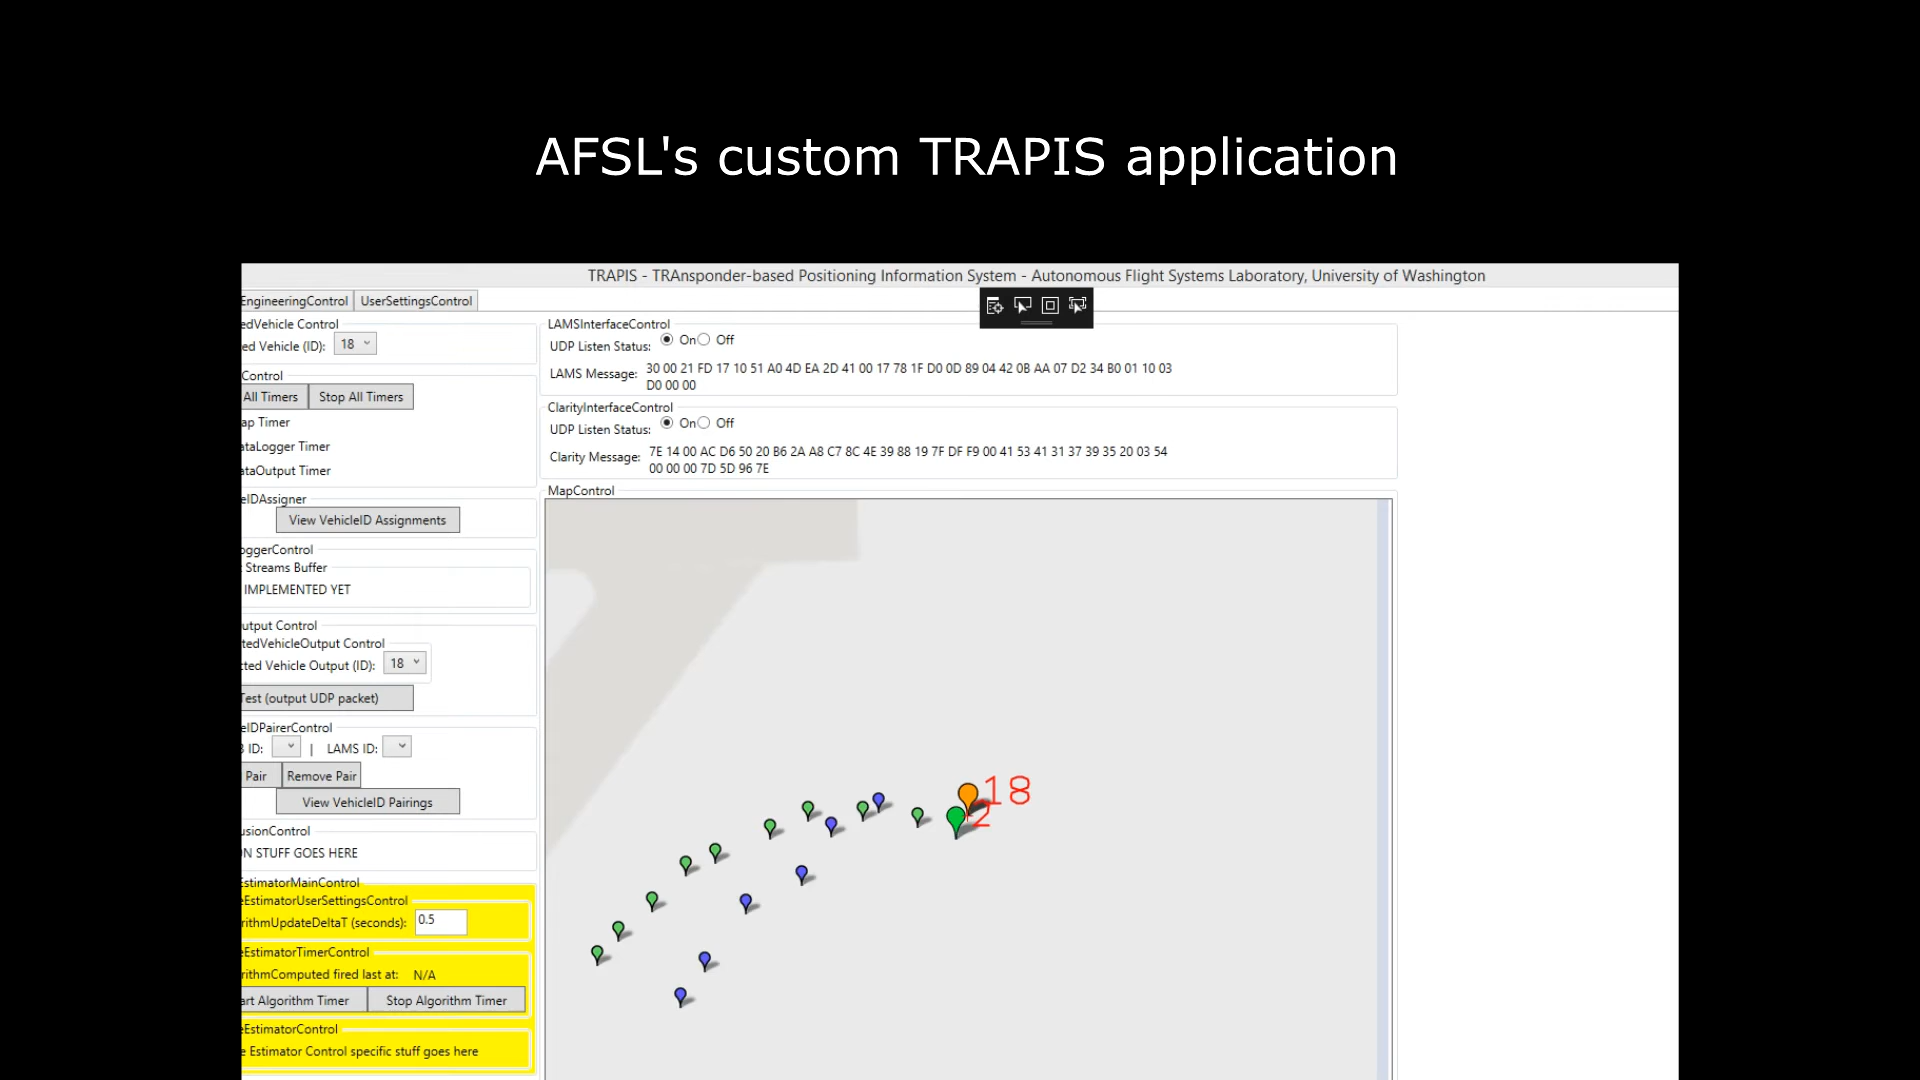 AFSL's custom TRAPIS application
TRAPIS - TRAnsponder-based Positioning Information System - Autonomous Flight Systems Laboratory, University of Washington
EngineeringControl UserSettingsControl
edVehicle Control
ed Vehicle (ID): 18
Control
All Timers Stop All Timers
ap Timer
ataLogger Timer
ataOutput Timer
eIDAssigner
View VehicleID Assignments
oggerControl
Streams Buffer
IMPLEMENTED YET
utput Control
tedVehicleOutput Control
cted Vehicle Output (ID): 18
Test (output UDP packet)
eIDPairerControl
ID: | LAMS ID:
Pair Remove Pair
View VehicleID Pairings
usionControl
N STUFF GOES HERE
EstimatorMainControl
eEstimatorUserSettingsControl
rithmUpdateDeltaT (seconds): 0.5
eEstimatorTimerControl
rithmComputed fired last at: N/A
art Algorithm Timer Stop Algorithm Timer
eEstimatorControl
e Estimator Control specific stuff goes here
LAMSInterfaceControl
UDP Listen Status: On Off
LAMS Message: 30 00 21 FD 17 10 51 A0 4D EA 2D 41 00 17 78 1F D0 0D 89 04 42 0B AA 07 D2 34 B0 01 10 03
D0 00 00
ClarityInterfaceControl
UDP Listen Status: On Off
Clarity Message: 7E 14 00 AC D6 50 20 B6 2A A8 C7 8C 4E 39 88 19 7F DF F9 00 41 53 41 31 37 39 35 20 03 54
00 00 00 7D 5D 96 7E
MapControl
18
2